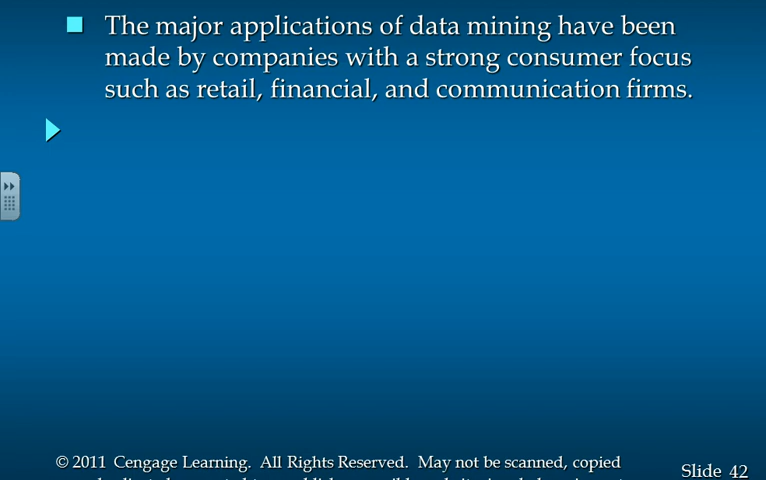 The major applications of data mining have been
made by companies with a strong consumer focus
such as retail, financial, and communication firms.
© 2011 Cengage Learning. All Rights Reserved. May not be scanned, copied
Slide 42